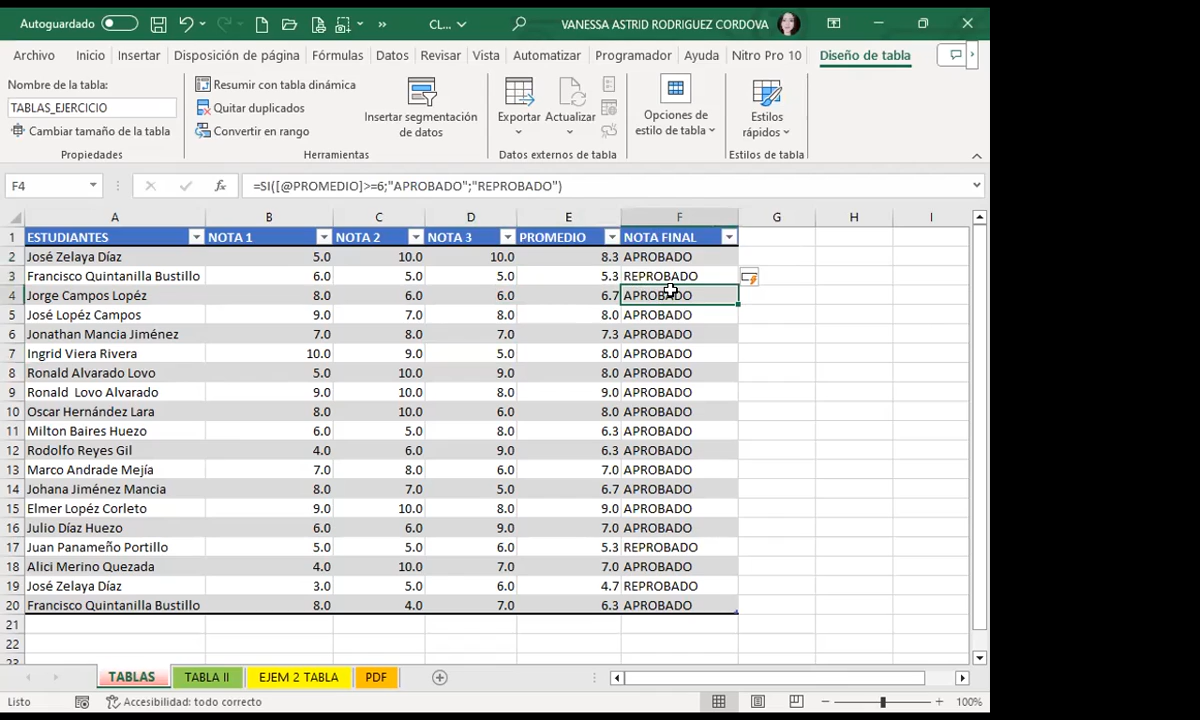 Autoguardado CL... VANESSA ASTRID RODRIGUEZ CORDOVA
Archivo Inicio Insertar Disposición de página Fórmulas Datos Revisar Vista Automatizar Programador Ayuda Nitro Pro 10 Diseño de tabla
Nombre de la tabla:
TABLAS_EJERCICIO
Cambiar tamaño de la tabla
Propiedades
Resumir con tabla dinámica
Quitar duplicados
Convertir en rango
Insertar segmentación
de datos
Herramientas
Exportar Actualizar
Datos externos de tabla
Opciones de
estilo de tabla
Estilos
rápidos
Estilos de tabla
F4 fx =SI([@PROMEDIO]>=6;"APROBADO";"REPROBADO")
A B C D E F G H I
1 ESTUDIANTES NOTA 1 NOTA 2 NOTA 3 PROMEDIO NOTA FINAL
2 José Zelaya Díaz 5.0 10.0 10.0 8.3 APROBADO
3 Francisco Quintanilla Bustillo 6.0 5.0 5.0 5.3 REPROBADO
4 Jorge Campos Lopéz 8.0 6.0 6.0 6.7 APROBADO
5 José Lopéz Campos 9.0 7.0 8.0 8.0 APROBADO
6 Jonathan Mancia Jiménez 7.0 8.0 7.0 7.3 APROBADO
7 Ingrid Viera Rivera 10.0 9.0 5.0 8.0 APROBADO
8 Ronald Alvarado Lovo 5.0 10.0 9.0 8.0 APROBADO
9 Ronald Lovo Alvarado 9.0 10.0 8.0 9.0 APROBADO
10 Oscar Hernández Lara 8.0 10.0 6.0 8.0 APROBADO
11 Milton Baires Huezo 6.0 5.0 8.0 6.3 APROBADO
12 Rodolfo Reyes Gil 4.0 6.0 9.0 6.3 APROBADO
13 Marco Andrade Mejía 7.0 8.0 6.0 7.0 APROBADO
14 Johana Jiménez Mancia 8.0 7.0 5.0 6.7 APROBADO
15 Elmer Lopéz Corleto 9.0 10.0 8.0 9.0 APROBADO
16 Julio Díaz Huezo 6.0 6.0 9.0 7.0 APROBADO
17 Juan Panameño Portillo 5.0 5.0 6.0 5.3 REPROBADO
18 Alici Merino Quezada 4.0 10.0 7.0 7.0 APROBADO
19 José Zelaya Díaz 3.0 5.0 6.0 4.7 REPROBADO
20 Francisco Quintanilla Bustillo 8.0 4.0 7.0 6.3 APROBADO
21
22
23
TABLAS TABLA II EJEM 2 TABLA PDF
Listo Accesibilidad: todo correcto 100%